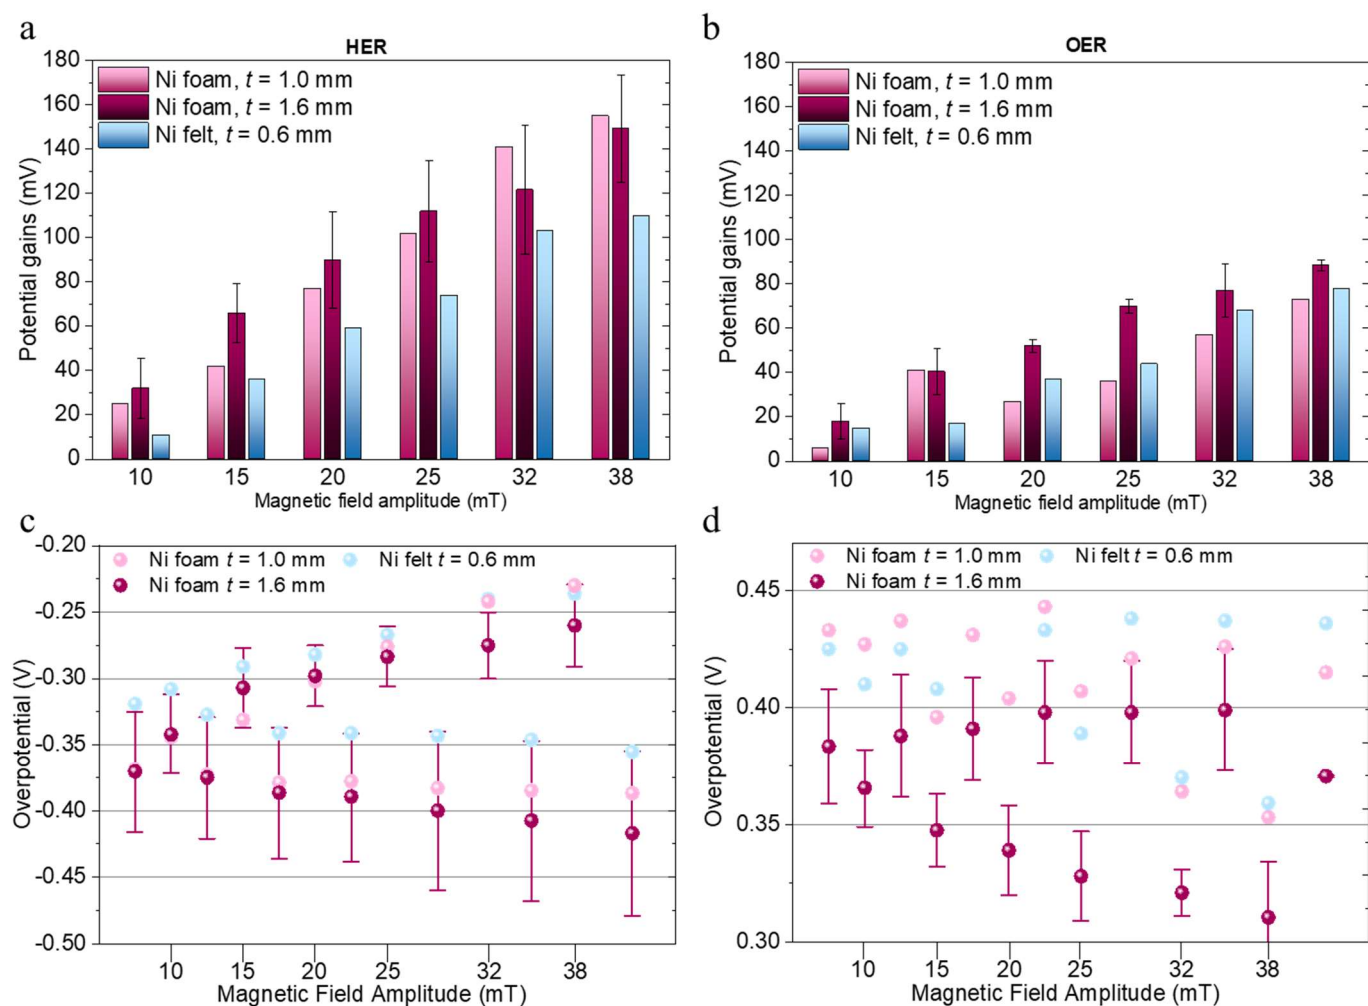 a
HER
180
160
140
120
100
80
60
40
20
0
Potential gains (mV)
Ni foam, t = 1.0 mm
Ni foam, t = 1.6 mm
Ni felt, t = 0.6 mm
10 15 20 25 32 38
Magnetic field amplitude (mT)
b
OER
180
160
140
120
100
80
60
40
20
0
Potential gains (mV)
Ni foam, t = 1.0 mm
Ni foam, t = 1.6 mm
Ni felt, t = 0.6 mm
10 15 20 25 32 38
Magnetic field amplitude (mT)
c
-0.20
-0.25
-0.30
-0.35
-0.40
-0.45
-0.50
Overpotential (V)
Ni foam t = 1.0 mm Ni felt t = 0.6 mm
Ni foam t = 1.6 mm
10 15 20 25 32 38
Magnetic Field Amplitude (mT)
d
0.45
0.40
0.35
0.30
Overpotential (V)
Ni foam t = 1.0 mm Ni felt t = 0.6 mm
Ni foam t = 1.6 mm
10 15 20 25 32 38
Magnetic Field Amplitude (mT)